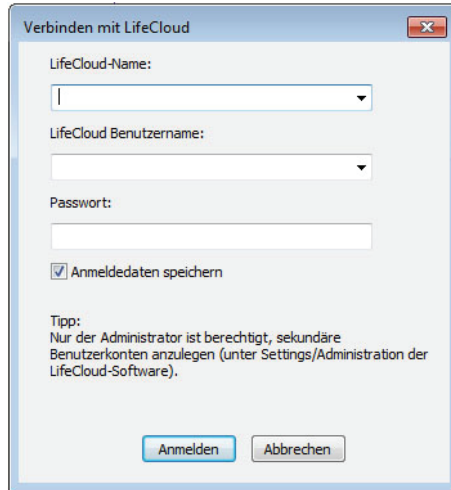 Verbinden mit LifeCloud
LifeCloud-Name:
LifeCloud Benutzername:
Passwort:
Anmeldedaten speichern
Tipp:
Nur der Administrator ist berechtigt, sekundäre
Benutzerkonten anzulegen (unter Settings/Administration der
LifeCloud-Software).
Anmelden Abbrechen